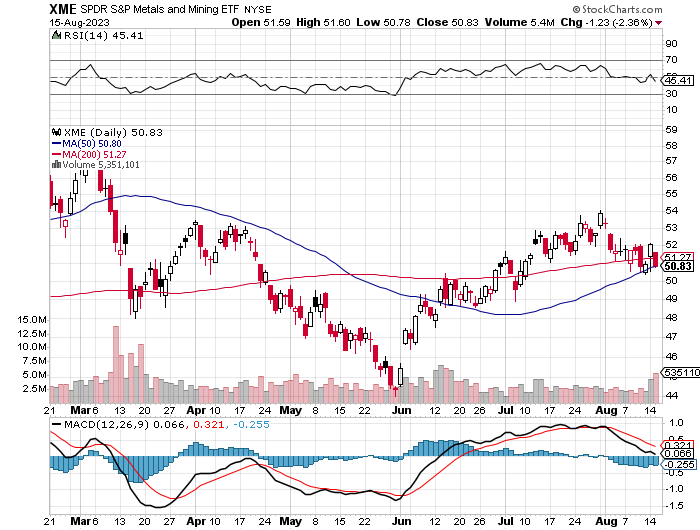 XME SPDR S&P Metals and Mining ETF NYSE © StockCharts.com
15-Aug-2023 Open 51.59 High 51.60 Low 50.78 Close 50.83 Volume 5.4M Chg -1.23 (-2.36%)
RSI(14) 45.41
90
70
50
45.41
30
10
XME (Daily) 50.83
MA(50) 50.80
MA(200) 51.27
Volume 5,351,101
59
58
57
56
55
54
53
52
51.27
50.83
50
49
48
47
46
45
44
15.0M
12.5M
10.0M
7.5M
5.0M
2.5M
535110
21 Mar 6 13 20 27 Apr 10 17 24 May 8 15 22 Jun 12 20 26 Jul 10 17 24 Aug 7 14
MACD(12,26,9) 0.066, 0.321, -0.255
1.0
0.5
0.321
0.066
-0.255
-0.5
-1.0
-1.5
21 Mar 6 13 20 27 Apr 10 17 24 May 8 15 22 Jun 12 20 26 Jul 10 17 24 Aug 7 14